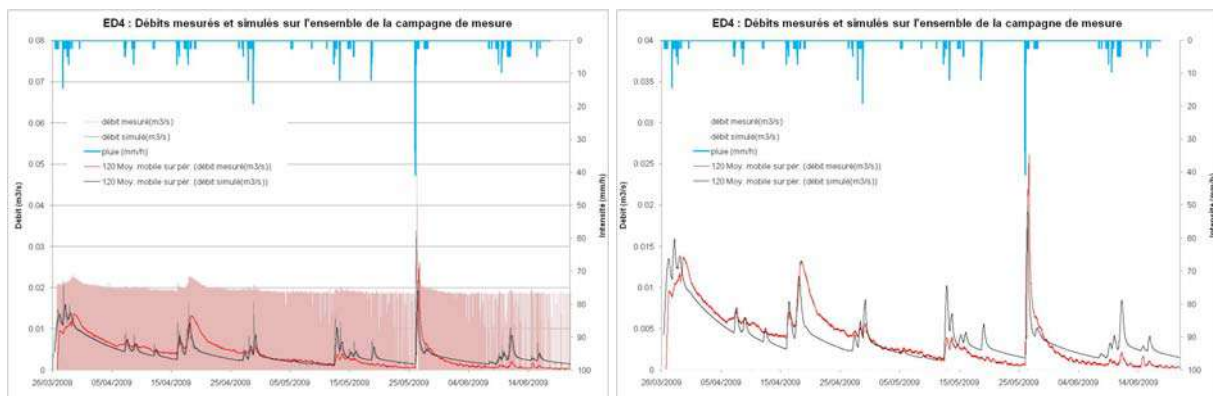 ED4 : Débits mesurés et simulés sur l'ensemble de la campagne de mesure
0.08
0.07
0.06
0.05
0.04
0.03
0.02
0.01
0
Débit (m3/s)
débit mesuré(m3/s)
débit simulé(m3/s)
pluie (mm/h)
120 Moy. mobile sur pér. (débit mesuré(m3/s))
120 Moy. mobile sur pér. (débit simulé(m3/s))
0
10
20
30
40
50
60
70
80
90
100
Intensite (mm/h)
26/03/2009 05/04/2009 15/04/2009 25/04/2009 05/05/2009 15/05/2009 25/05/2009 04/06/2009 14/06/2009
ED4 : Débits mesurés et simulés sur l'ensemble de la campagne de mesure
0.04
0.035
0.03
0.025
0.02
0.015
0.01
0.005
0
Débit (m3/s)
débit mesuré(m3/s)
débit simulé(m3/s)
pluie (mm/h)
120 Moy. mobile sur pér. (débit mesuré(m3/s))
120 Moy. mobile sur pér. (débit simulé(m3/s))
0
10
20
30
40
50
60
70
80
90
100
Intensite (mm/h)
26/03/2009 05/04/2009 15/04/2009 25/04/2009 05/05/2009 15/05/2009 25/05/2009 04/06/2009 14/06/2009